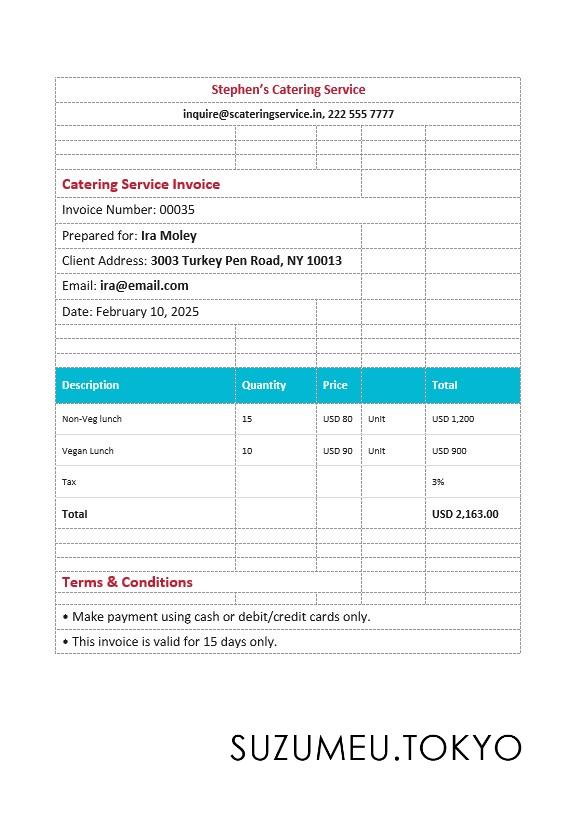 Stephen’s Catering Service
inquire@scateringservice.in, 222 555 7777
Catering Service Invoice
Invoice Number: 00035
Prepared for: Ira Moley
Client Address: 3003 Turkey Pen Road, NY 10013
Email: ira@email.com
Date: February 10, 2025
Description Quantity Price Total
Non-Veg lunch 15 USD 80 Unit USD 1,200
Vegan Lunch 10 USD 90 Unit USD 900
Tax 3%
Total USD 2,163.00
Terms & Conditions
• Make payment using cash or debit/credit cards only.
• This invoice is valid for 15 days only.
SUZUMEU.TOKYO